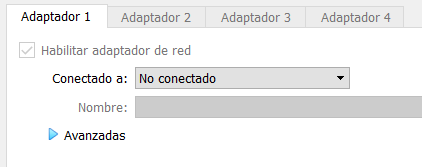 Adaptador 1 Adaptador 2 Adaptador 3 Adaptador 4
Habilitar adaptador de red
Conectado a: No conectado
Nombre:
Avanzadas